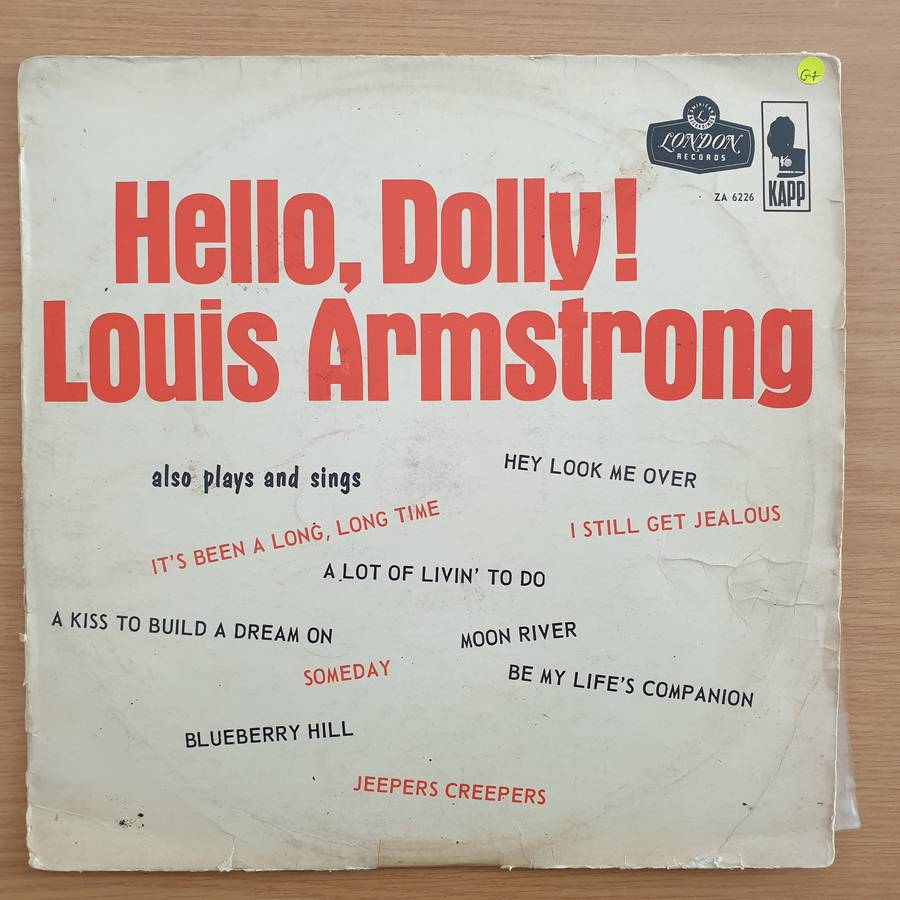 G+
AMERICAN RECORDINGS
L
LONDON
RECORDS
ZA 6226
KAPP
Hello, Dolly!
Louis Armstrong
also plays and sings
HEY LOOK ME OVER
IT'S BEEN A LONG, LONG TIME
I STILL GET JEALOUS
A LOT OF LIVIN' TO DO
A KISS TO BUILD A DREAM ON
MOON RIVER
SOMEDAY
BE MY LIFE'S COMPANION
BLUEBERRY HILL
JEEPERS CREEPERS